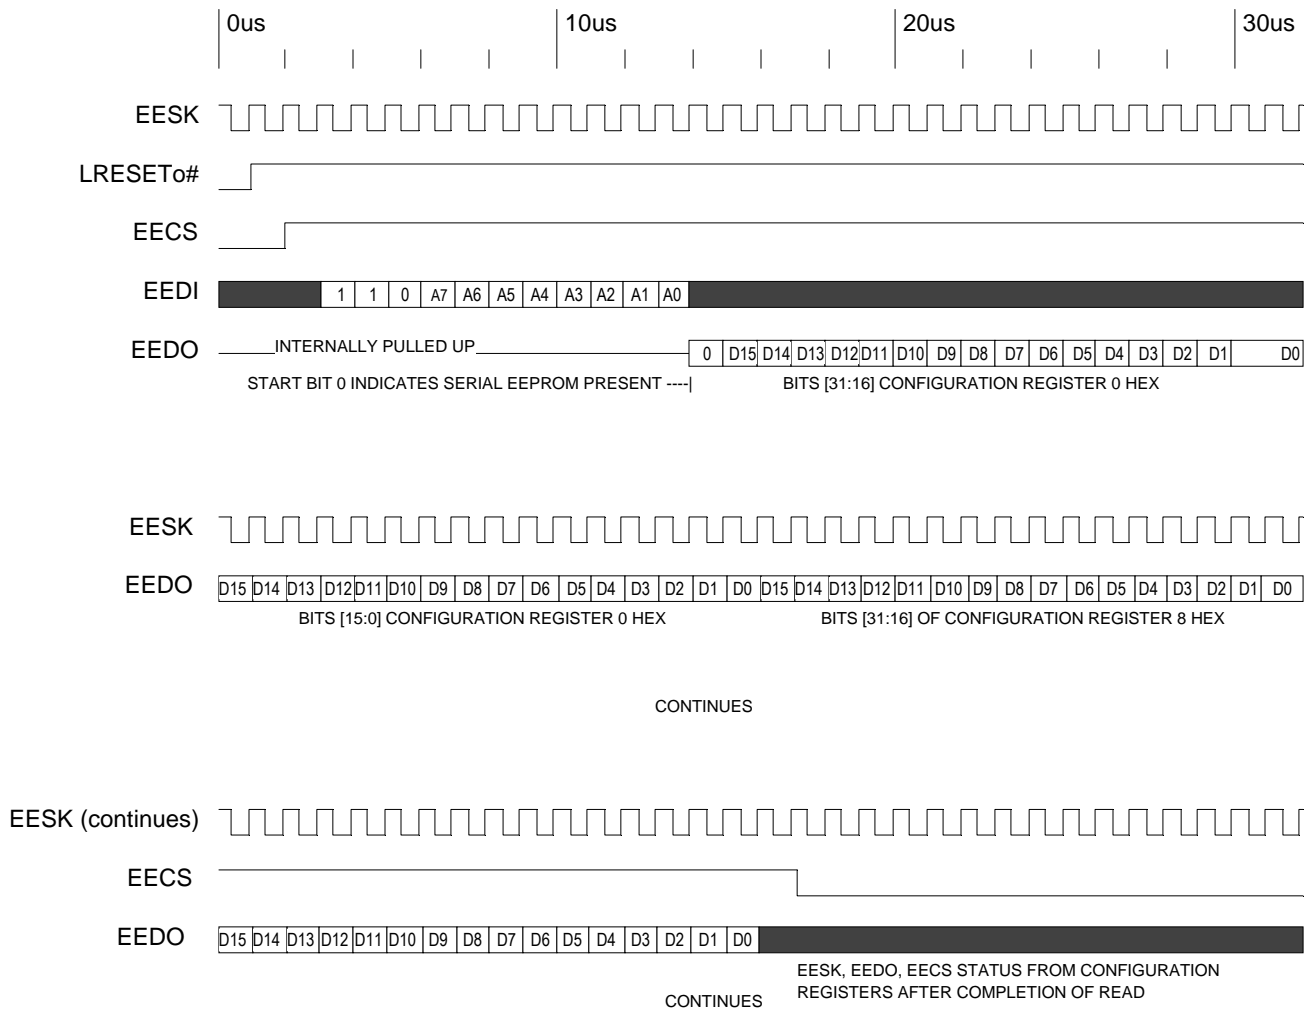 0us 10us 20us 30us
EESK
LRESETo#
EECS
EEDI 1 1 0 A7 A6 A5 A4 A3 A2 A1 A0
EEDO INTERNALLY PULLED UP 0 D15 D14 D13 D12 D11 D10 D9 D8 D7 D6 D5 D4 D3 D2 D1 D0
START BIT 0 INDICATES SERIAL EEPROM PRESENT ----| BITS [31:16] CONFIGURATION REGISTER 0 HEX
EESK
EEDO D15 D14 D13 D12 D11 D10 D9 D8 D7 D6 D5 D4 D3 D2 D1 D0 D15 D14 D13 D12 D11 D10 D9 D8 D7 D6 D5 D4 D3 D2 D1 D0
BITS [15:0] CONFIGURATION REGISTER 0 HEX BITS [31:16] OF CONFIGURATION REGISTER 8 HEX
CONTINUES
EESK (continues)
EECS
EEDO D15 D14 D13 D12 D11 D10 D9 D8 D7 D6 D5 D4 D3 D2 D1 D0
EESK, EEDO, EECS STATUS FROM CONFIGURATION
REGISTERS AFTER COMPLETION OF READ
CONTINUES